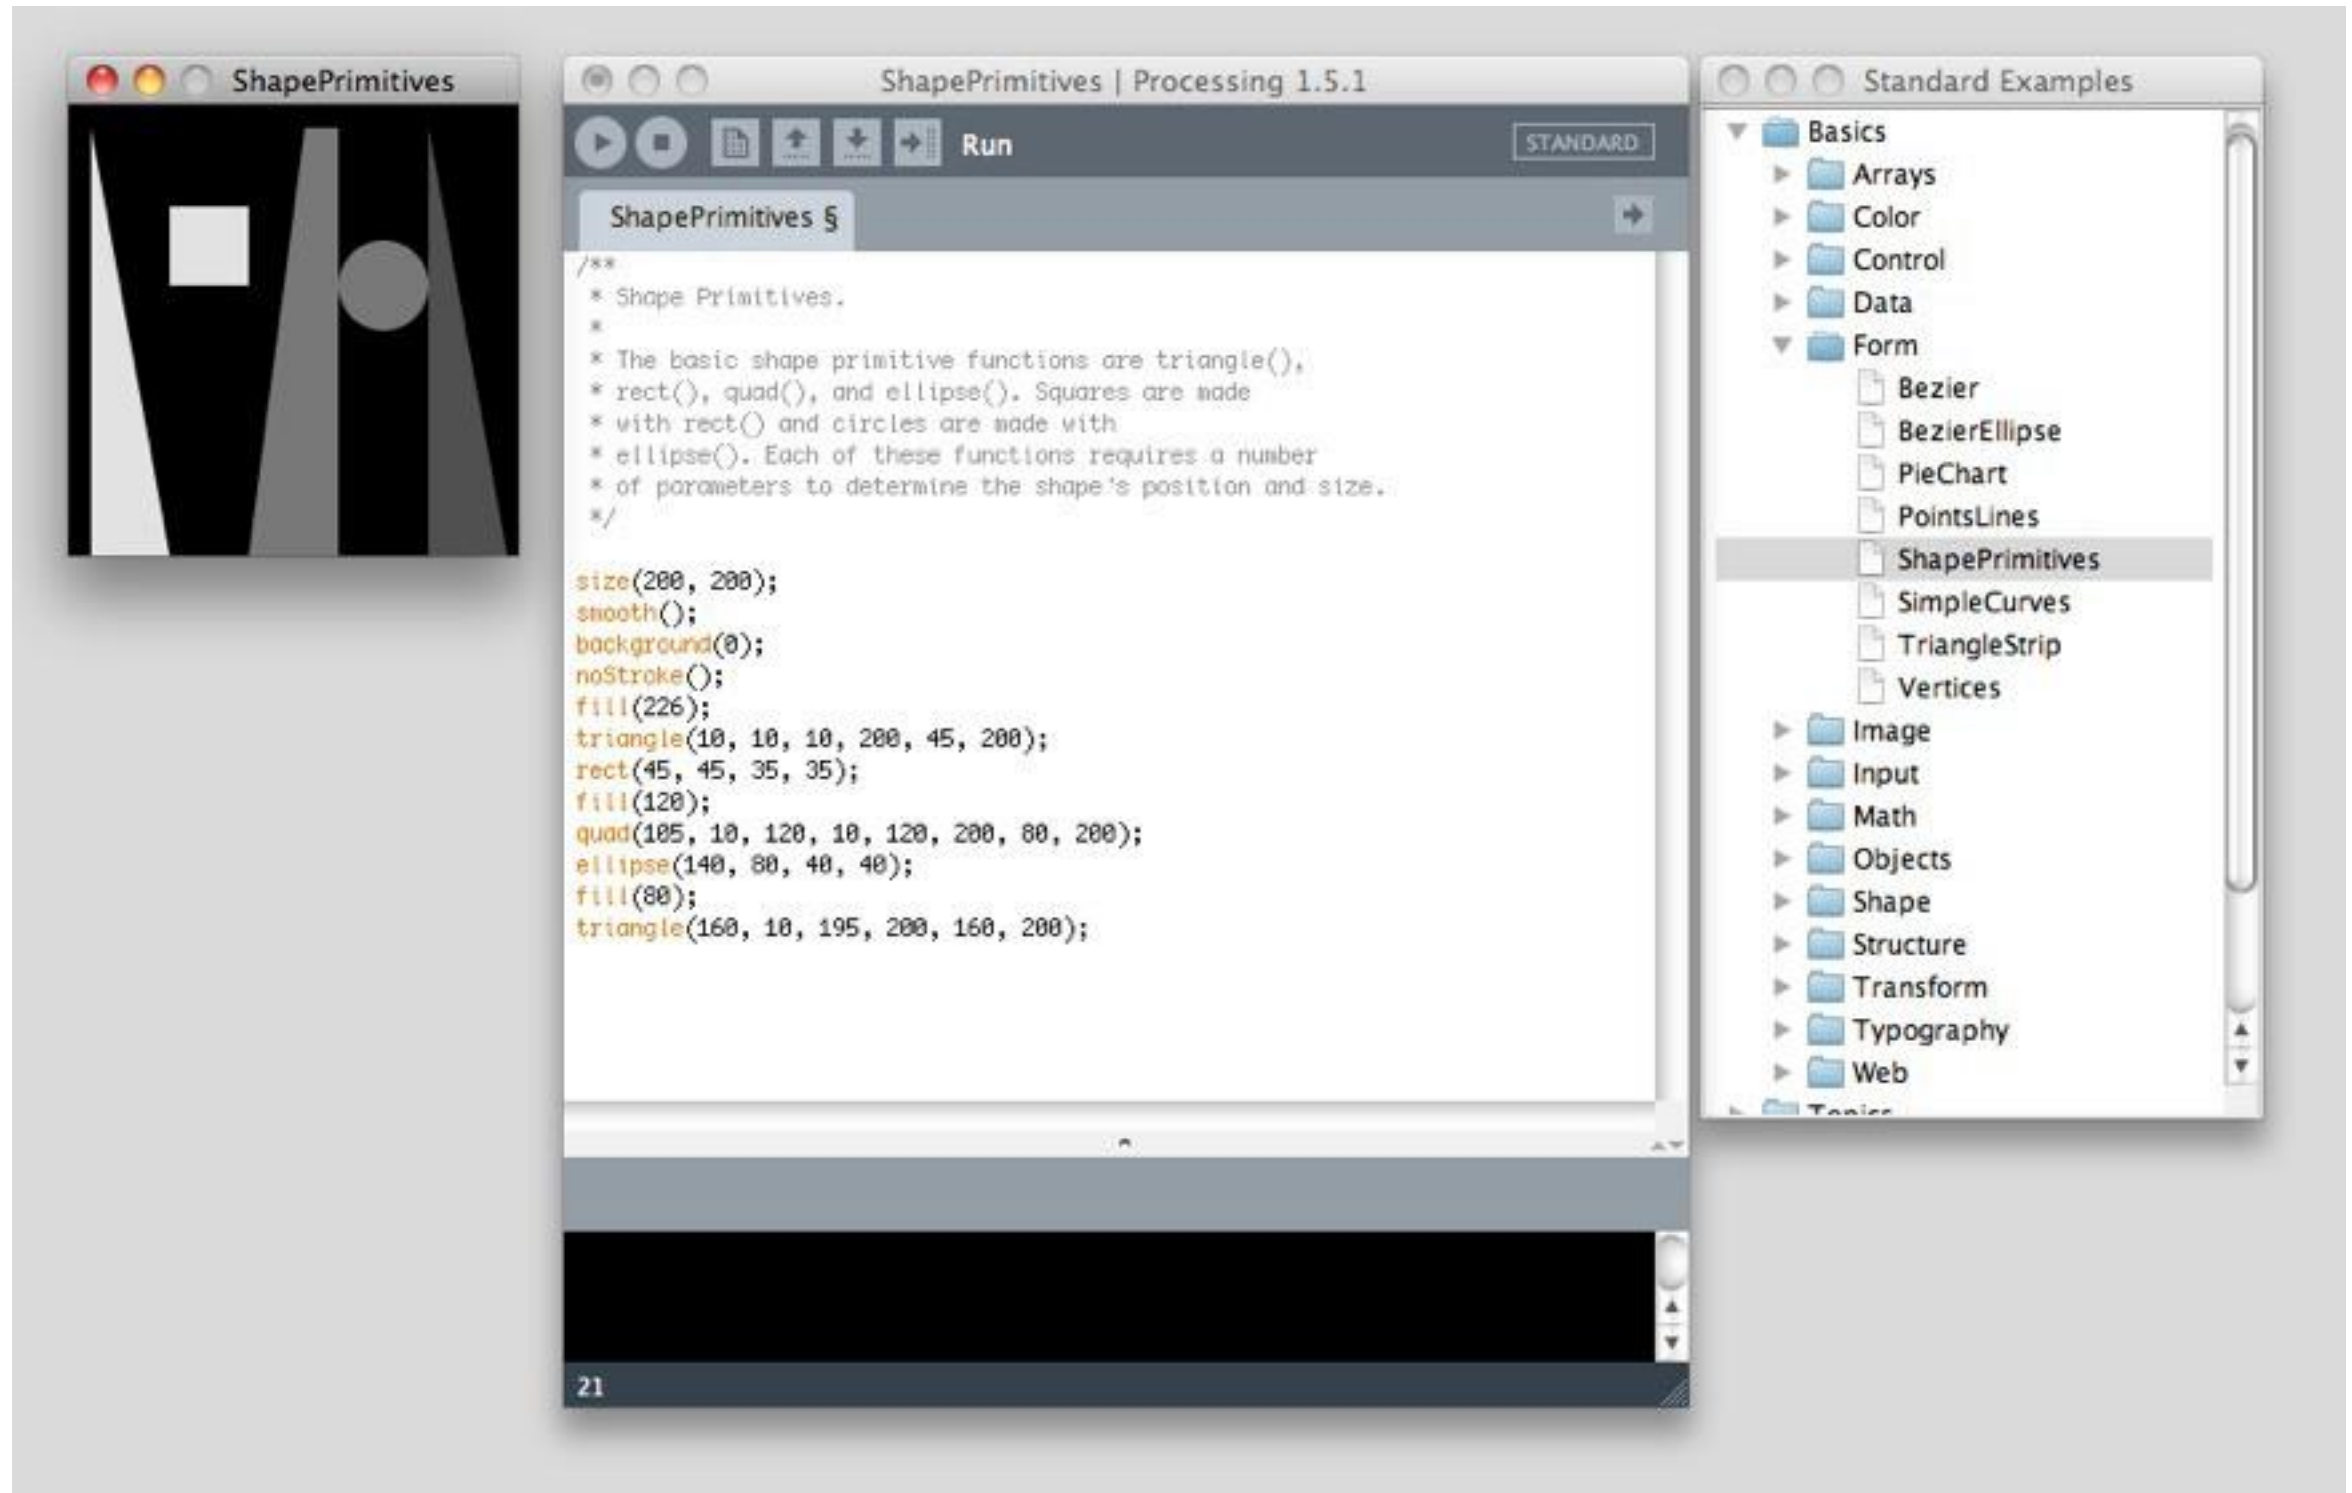 ShapePrimitives
ShapePrimitives | Processing 1.5.1
Run
STANDARD
ShapePrimitives §
/**
* Shape Primitives.
*
* The basic shape primitive functions are triangle(),
* rect(), quad(), and ellipse(). Squares are made
* with rect() and circles are made with
* ellipse(). Each of these functions requires a number
* of parameters to determine the shape's position and size.
*/
size(200, 200);
smooth();
background(0);
noStroke();
fill(226);
triangle(10, 10, 10, 200, 45, 200);
rect(45, 45, 35, 35);
fill(120);
quad(105, 10, 120, 10, 120, 200, 80, 200);
ellipse(140, 80, 40, 40);
fill(80);
triangle(160, 10, 195, 200, 160, 200);
21
Standard Examples
Basics
Arrays
Color
Control
Data
Form
Bezier
BezierEllipse
PieChart
PointsLines
ShapePrimitives
SimpleCurves
TriangleStrip
Vertices
Image
Input
Math
Objects
Shape
Structure
Transform
Typography
Web
Topics